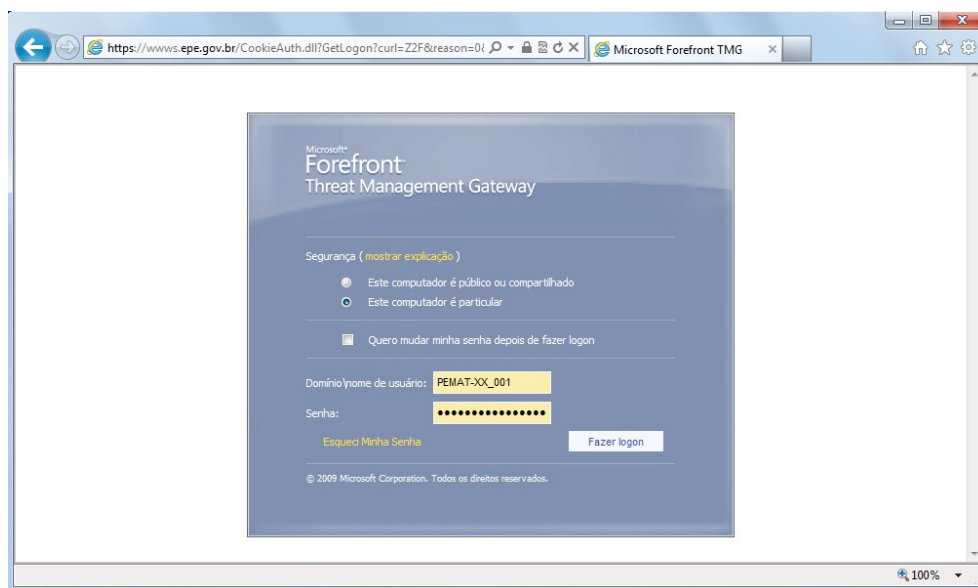 https://wwws.epe.gov.br/CookieAuth.dll?GetLogon?curl=Z2F&reason=0&
Microsoft Forefront TMG
Microsoft®
Forefront™
Threat Management Gateway
Segurança ( mostrar explicação )
Este computador é público ou compartilhado
Este computador é particular
Quero mudar minha senha depois de fazer logon
Domínio\nome de usuário: PEMAT-XX_001
Senha: ••••••••••••••••
Esqueci Minha Senha
Fazer logon
© 2009 Microsoft Corporation. Todos os direitos reservados.
100%